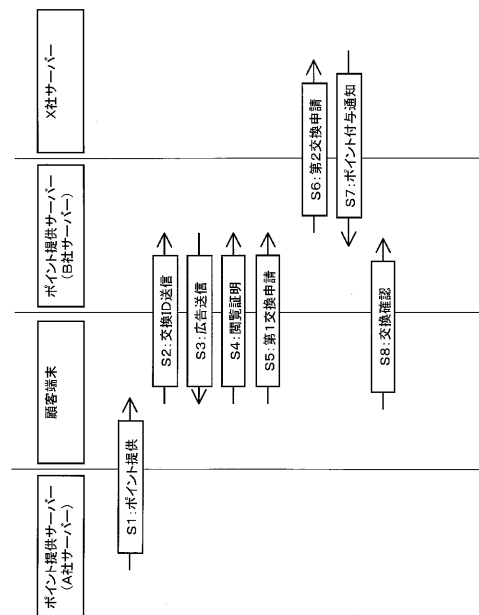 ポイント提供サーバー
(A社サーバー)
顧客端末
ポイント提供サーバー
(B社サーバー)
X社サーバー
S1:ポイント提供
S2:交換ID送信
S3:広告送信
S4:閲覧証明
S5:第1交換申請
S6:第2交換申請
S7:ポイント付与通知
S8:交換確認